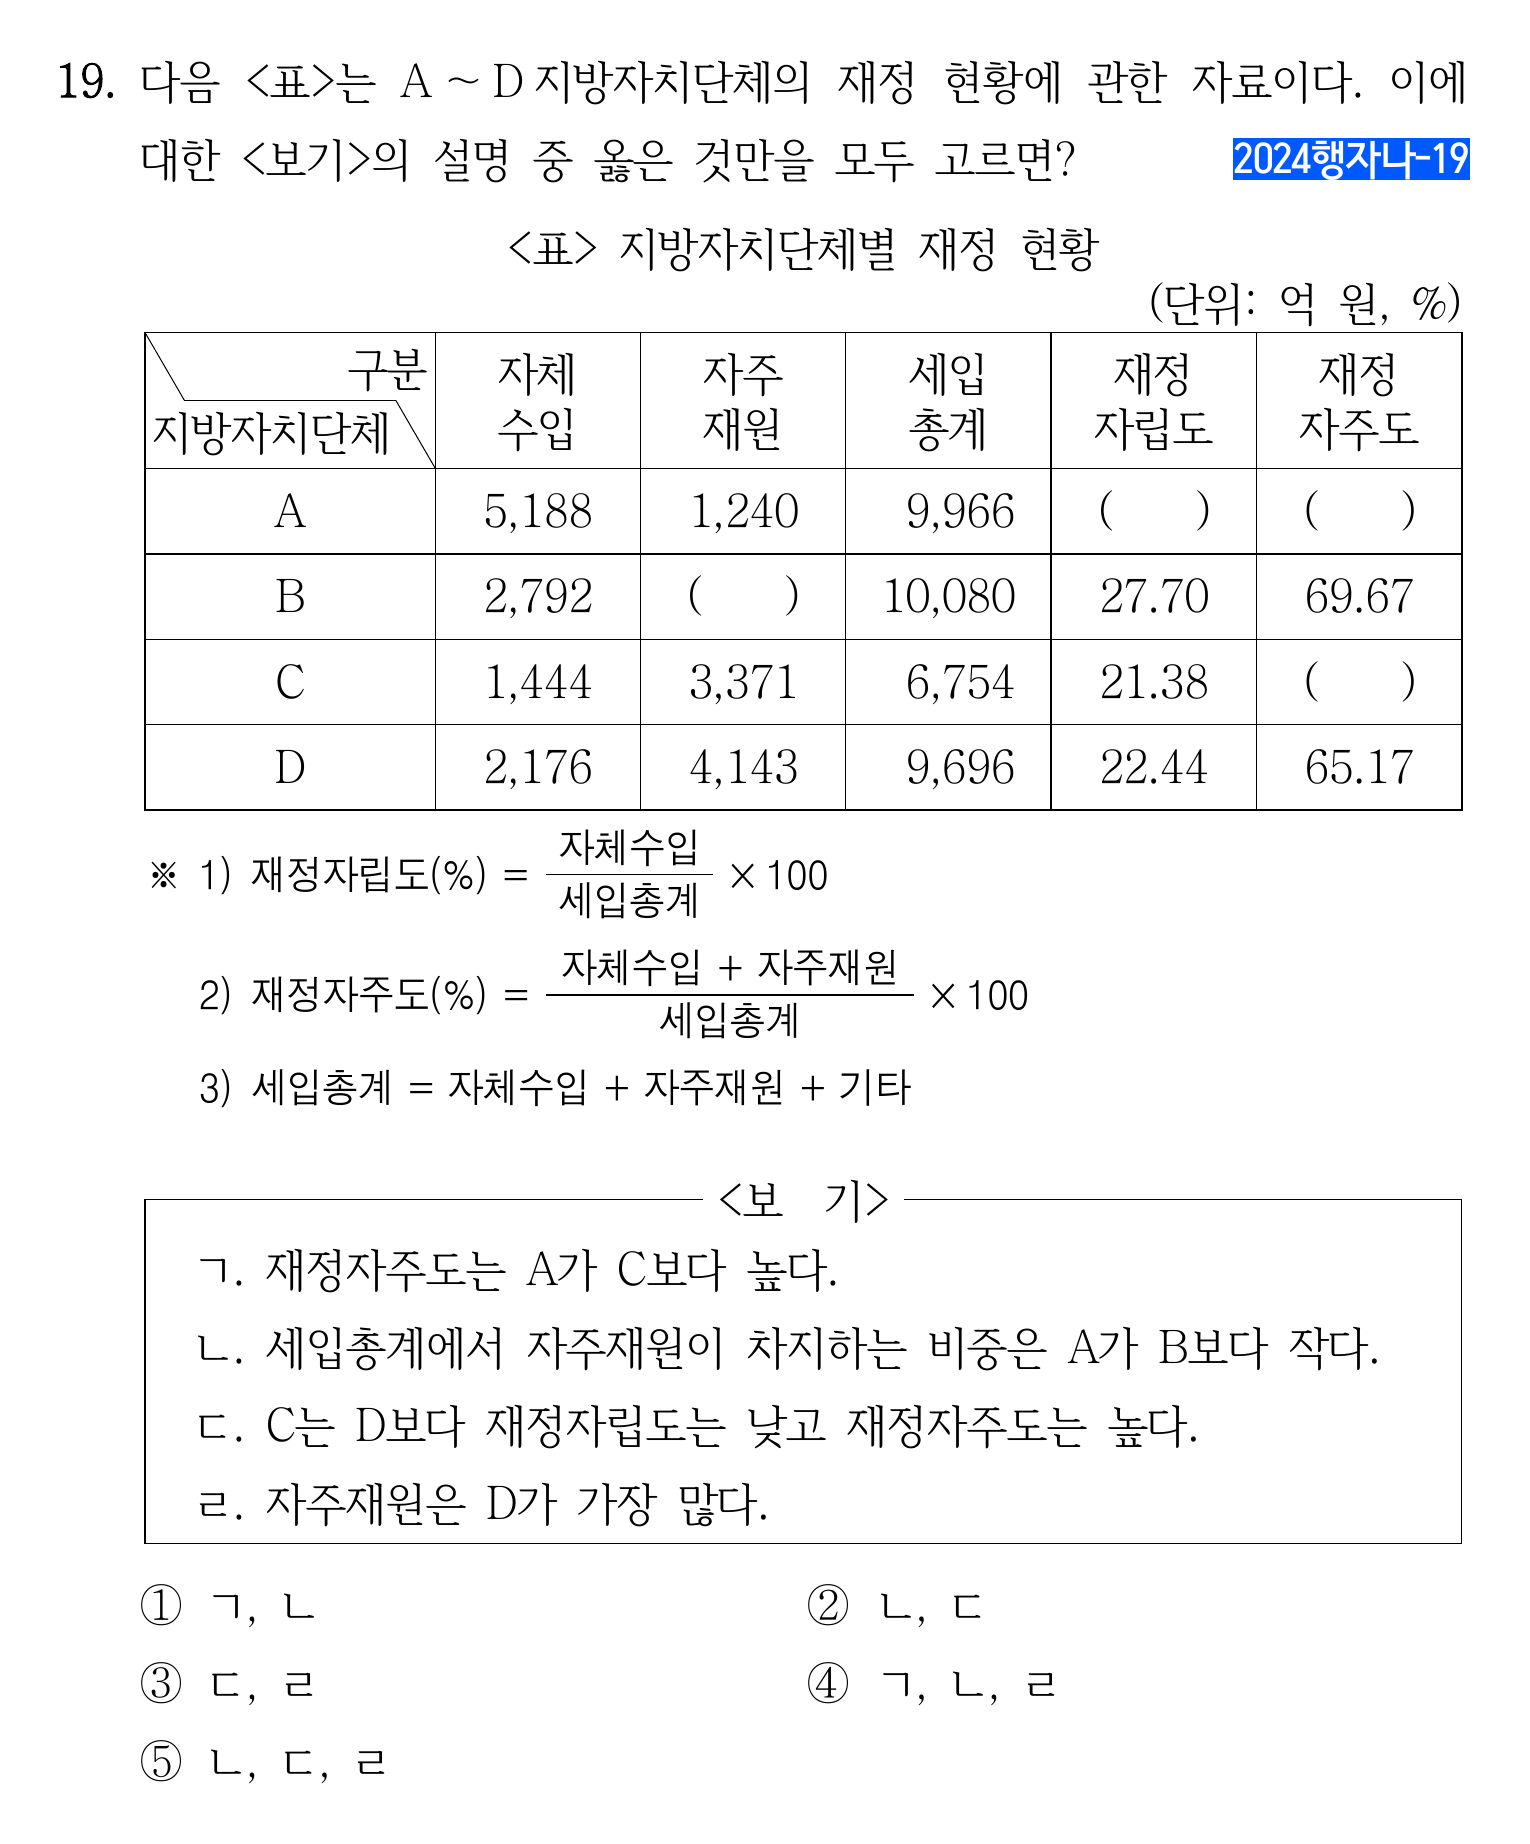 19. 다음 <표>는 A ~ D 지방자치단체의 재정 현황에 관한 자료이다. 이에
대한 <보기>의 설명 중 옳은 것만을 모두 고르면? 2024행자나-19
<표> 지방자치단체별 재정 현황
(단위: 억 원, %)
구분 지방자치단체 자체 수입 자주 재원 세입 총계 재정 자립도 재정 자주도
A 5,188 1,240 9,966 ( ) ( )
B 2,792 ( ) 10,080 27.70 69.67
C 1,444 3,371 6,754 21.38 ( )
D 2,176 4,143 9,696 22.44 65.17
※ 1) 재정자립도(%) = 자체수입 / 세입총계 × 100
2) 재정자주도(%) = 자체수입 + 자주재원 / 세입총계 × 100
3) 세입총계 = 자체수입 + 자주재원 + 기타
<보 기>
ㄱ. 재정자주도는 A가 C보다 높다.
ㄴ. 세입총계에서 자주재원이 차지하는 비중은 A가 B보다 작다.
ㄷ. C는 D보다 재정자립도는 낮고 재정자주도는 높다.
ㄹ. 자주재원은 D가 가장 많다.
① ㄱ, ㄴ ② ㄴ, ㄷ
③ ㄷ, ㄹ ④ ㄱ, ㄴ, ㄹ
⑤ ㄴ, ㄷ, ㄹ